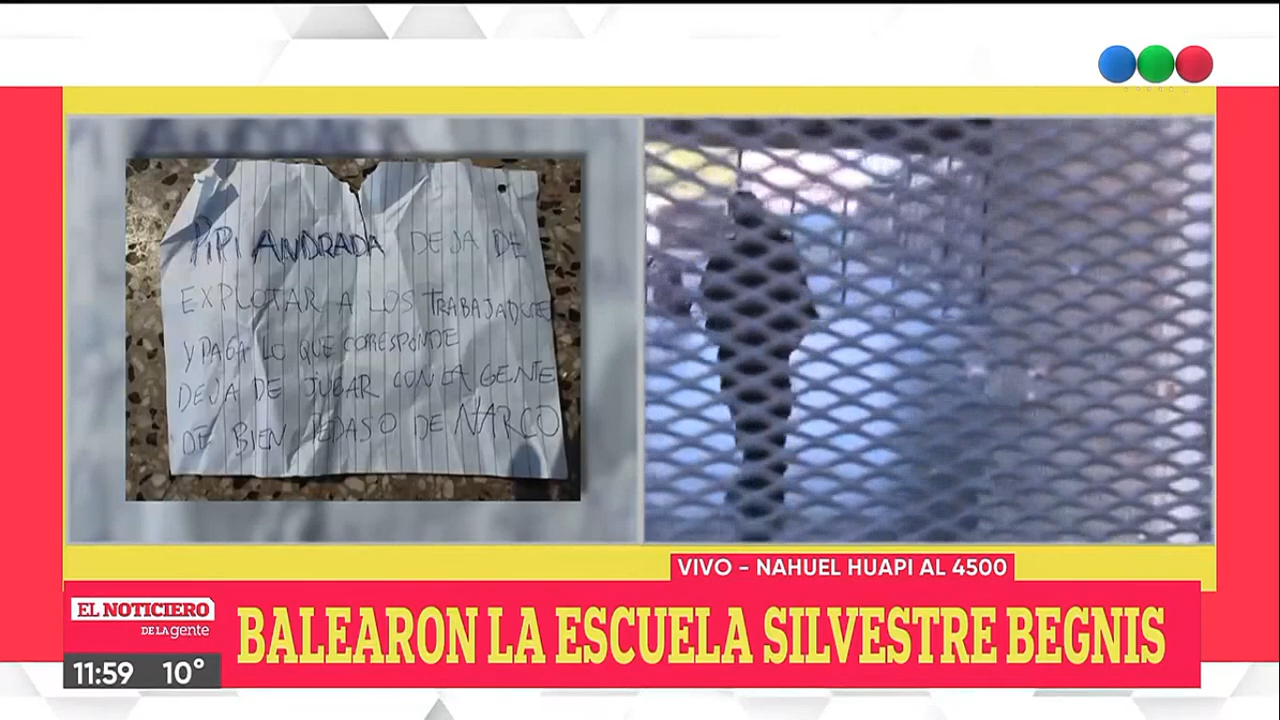 PIPI ANDRADA DEJA DE
EXPLOTAR A LOS TRABAJADORE
Y PAGA LO QUE CORESPONDE
DEJA DE JUGAR CON LA GENTE
DE BIEN PEDASO DE NARCO
VIVO – NAHUEL HUAPI AL 4500
EL NOTICIERO
DE LA gente
BALEARON LA ESCUELA SILVESTRE BEGNIS
11:59 10°